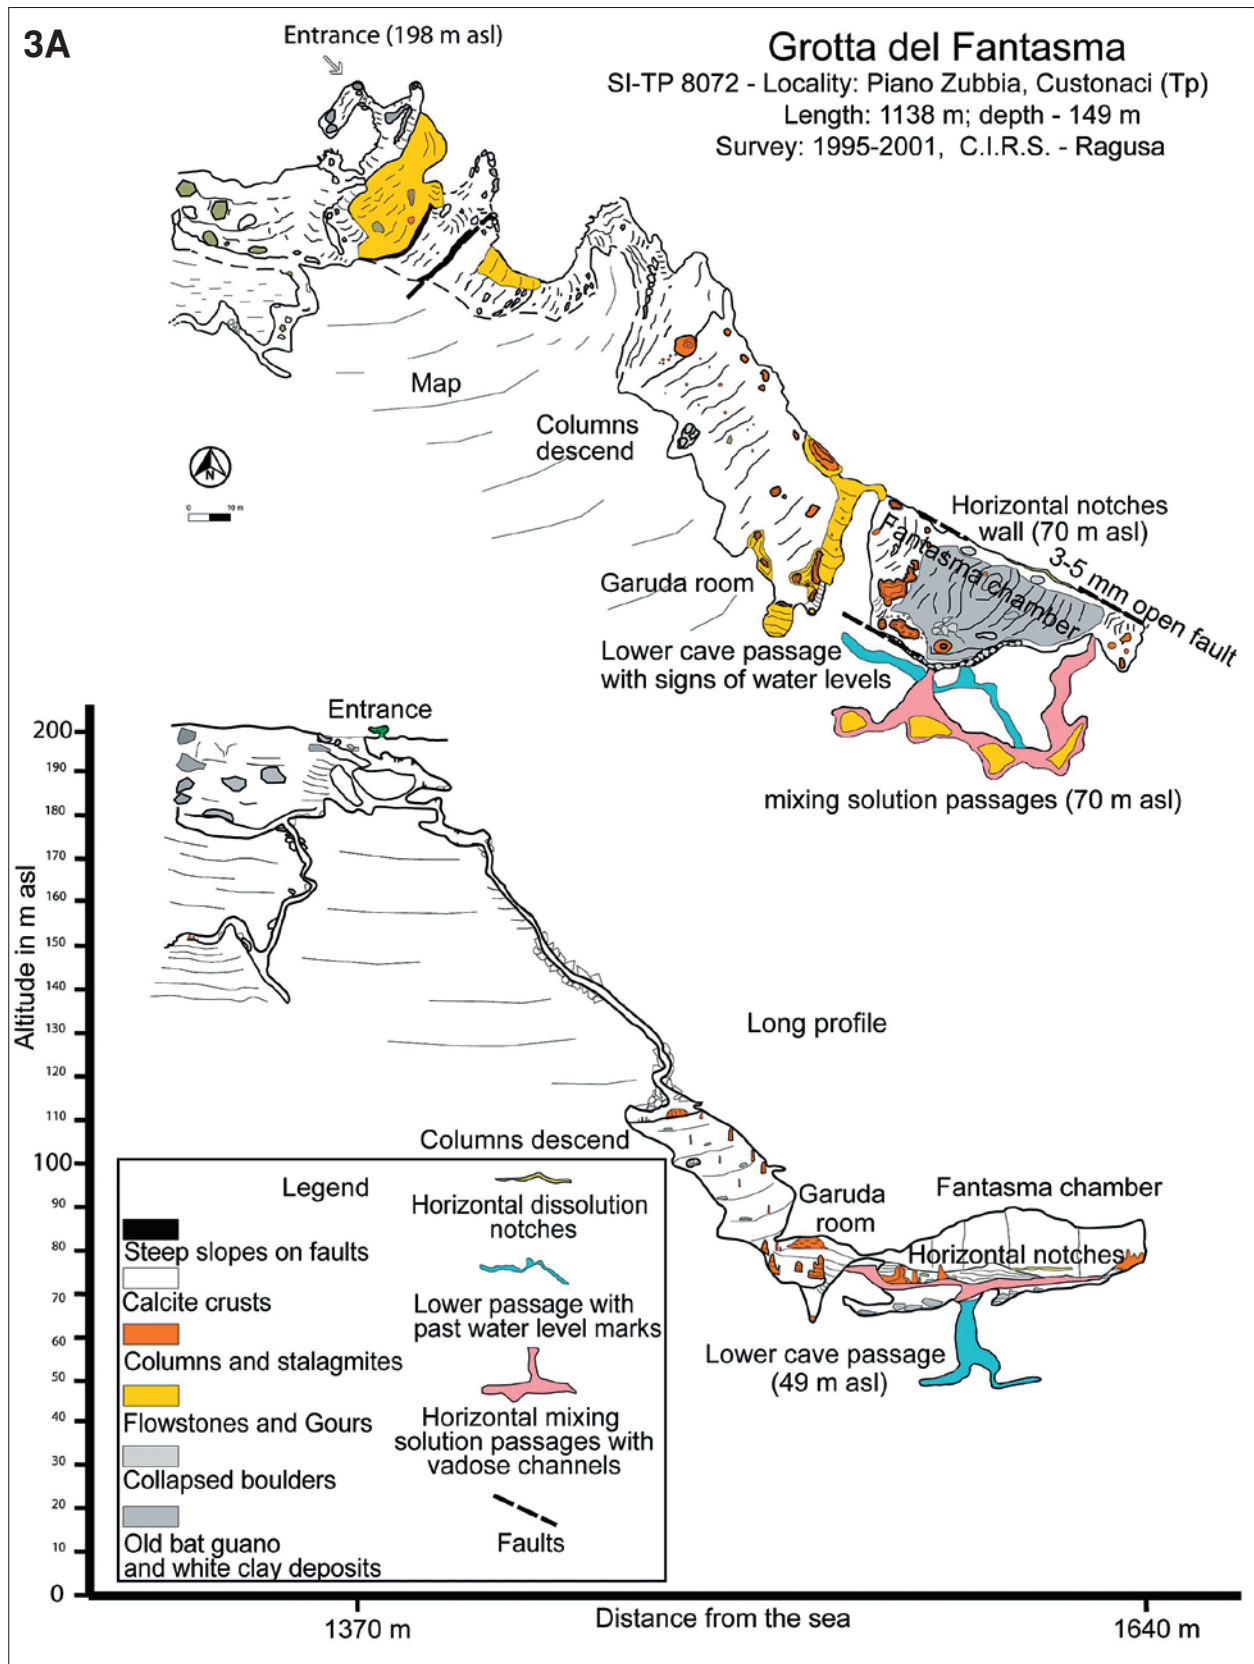 3A
Entrance (198 m asl)
Grotta del Fantasma
SI-TP 8072 - Locality: Piano Zubbia, Custonaci (Tp)
Length: 1138 m; depth - 149 m
Survey: 1995-2001, C.I.R.S. - Ragusa
Map
Columns
descend
N
0 10 m
Horizontal notches
wall (70 m asl)
Fantasma chamber
3-5 mm open fault
Garuda room
Lower cave passage
with signs of water levels
mixing solution passages (70 m asl)
Entrance
200
190
180
170
160
150
140
130
120
110
100
90
80
70
60
50
40
30
20
10
0
Altitude in m asl
Long profile
Columns descend
Garuda
room
Fantasma chamber
Horizontal notches
Lower cave passage
(49 m asl)
Legend
Steep slopes on faults
Calcite crusts
Columns and stalagmites
Flowstones and Gours
Collapsed boulders
Old bat guano
and white clay deposits
Horizontal dissolution
notches
Lower passage with
past water level marks
Horizontal mixing
solution passages with
vadose channels
Faults
1370 m
Distance from the sea
1640 m